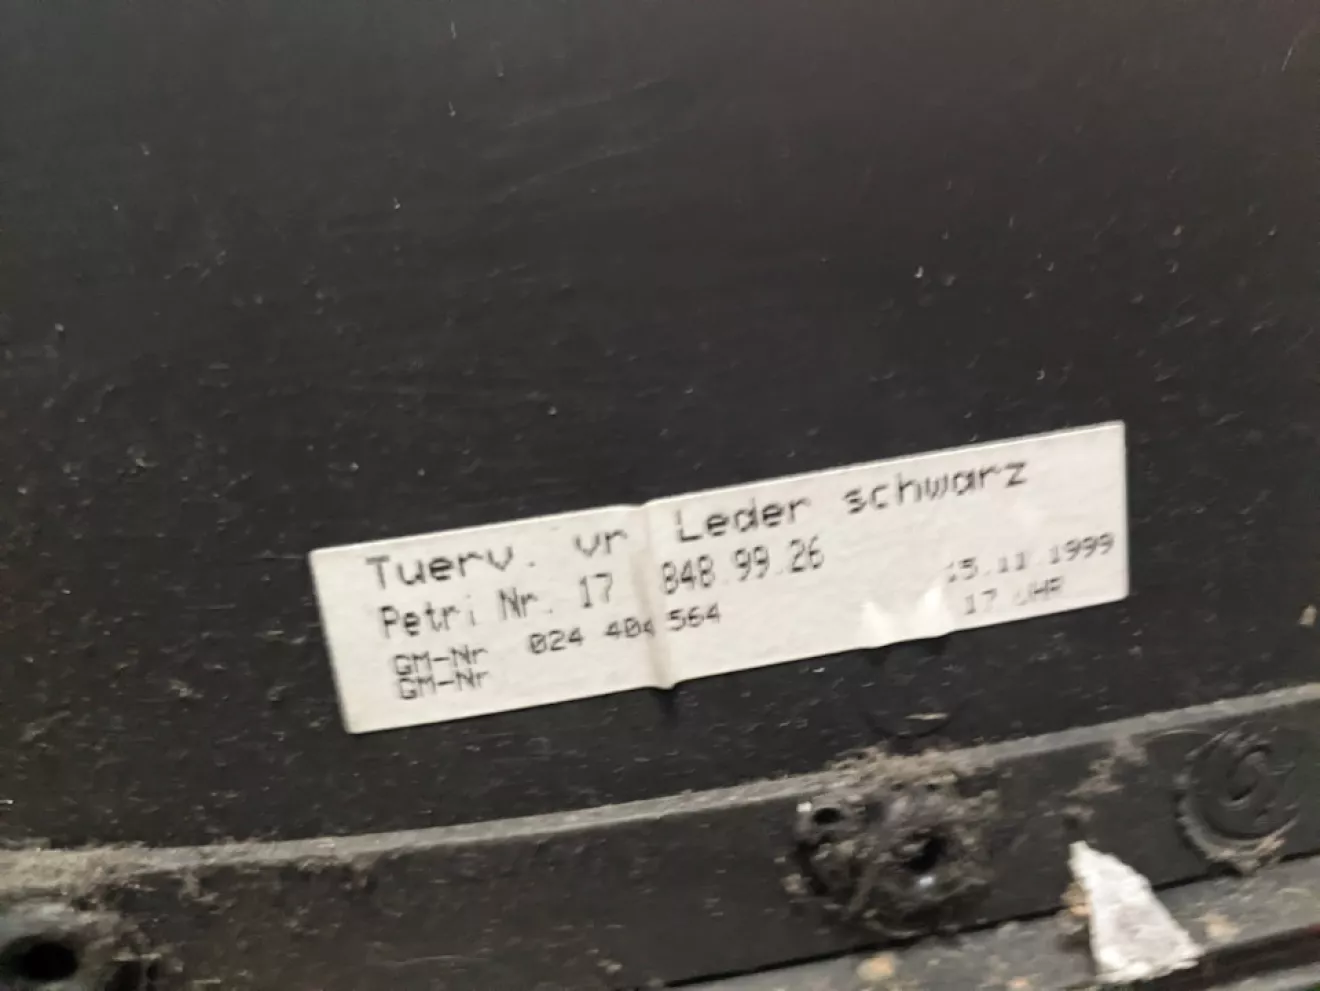 Tuerv. vr Leder schwarz
Petri Nr. 17 848.99.26 15.11 1999
GM-Nr 024 404 564 17 UHR
GM-Nr